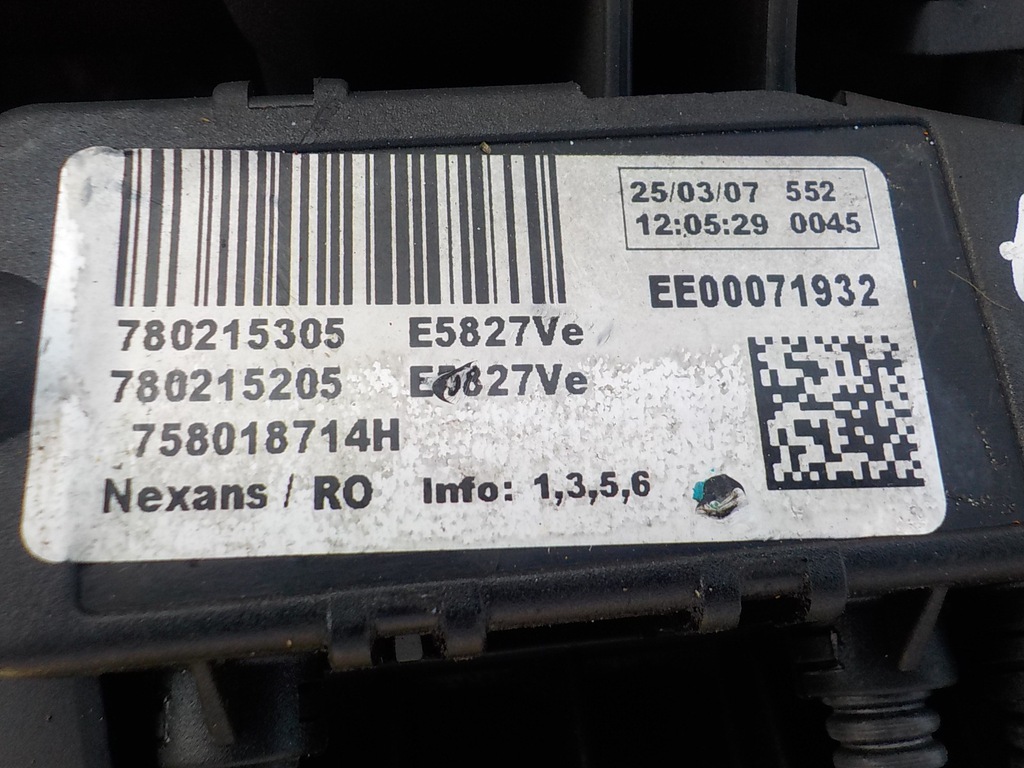 25/03/07 552
12:05:29 0045
EE00071932
780215305 E5827Ve
780215205 E5827Ve
758018714H
Nexans / RO Info: 1,3,5,6